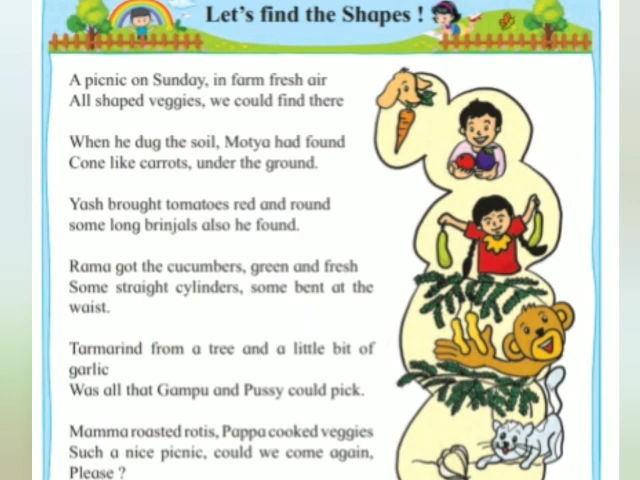 Let's find the Shapes !
A picnic on Sunday, in farm fresh air
All shaped veggies, we could find there
When he dug the soil, Motya had found
Cone like carrots, under the ground.
Yash brought tomatoes red and round
some long brinjals also he found.
Rama got the cucumbers, green and fresh
Some straight cylinders, some bent at the
waist.
Tarmarind from a tree and a little bit of
garlic
Was all that Gampu and Pussy could pick.
Mamma roasted rotis, Pappa cooked veggies
Such a nice picnic, could we come again,
Please ?